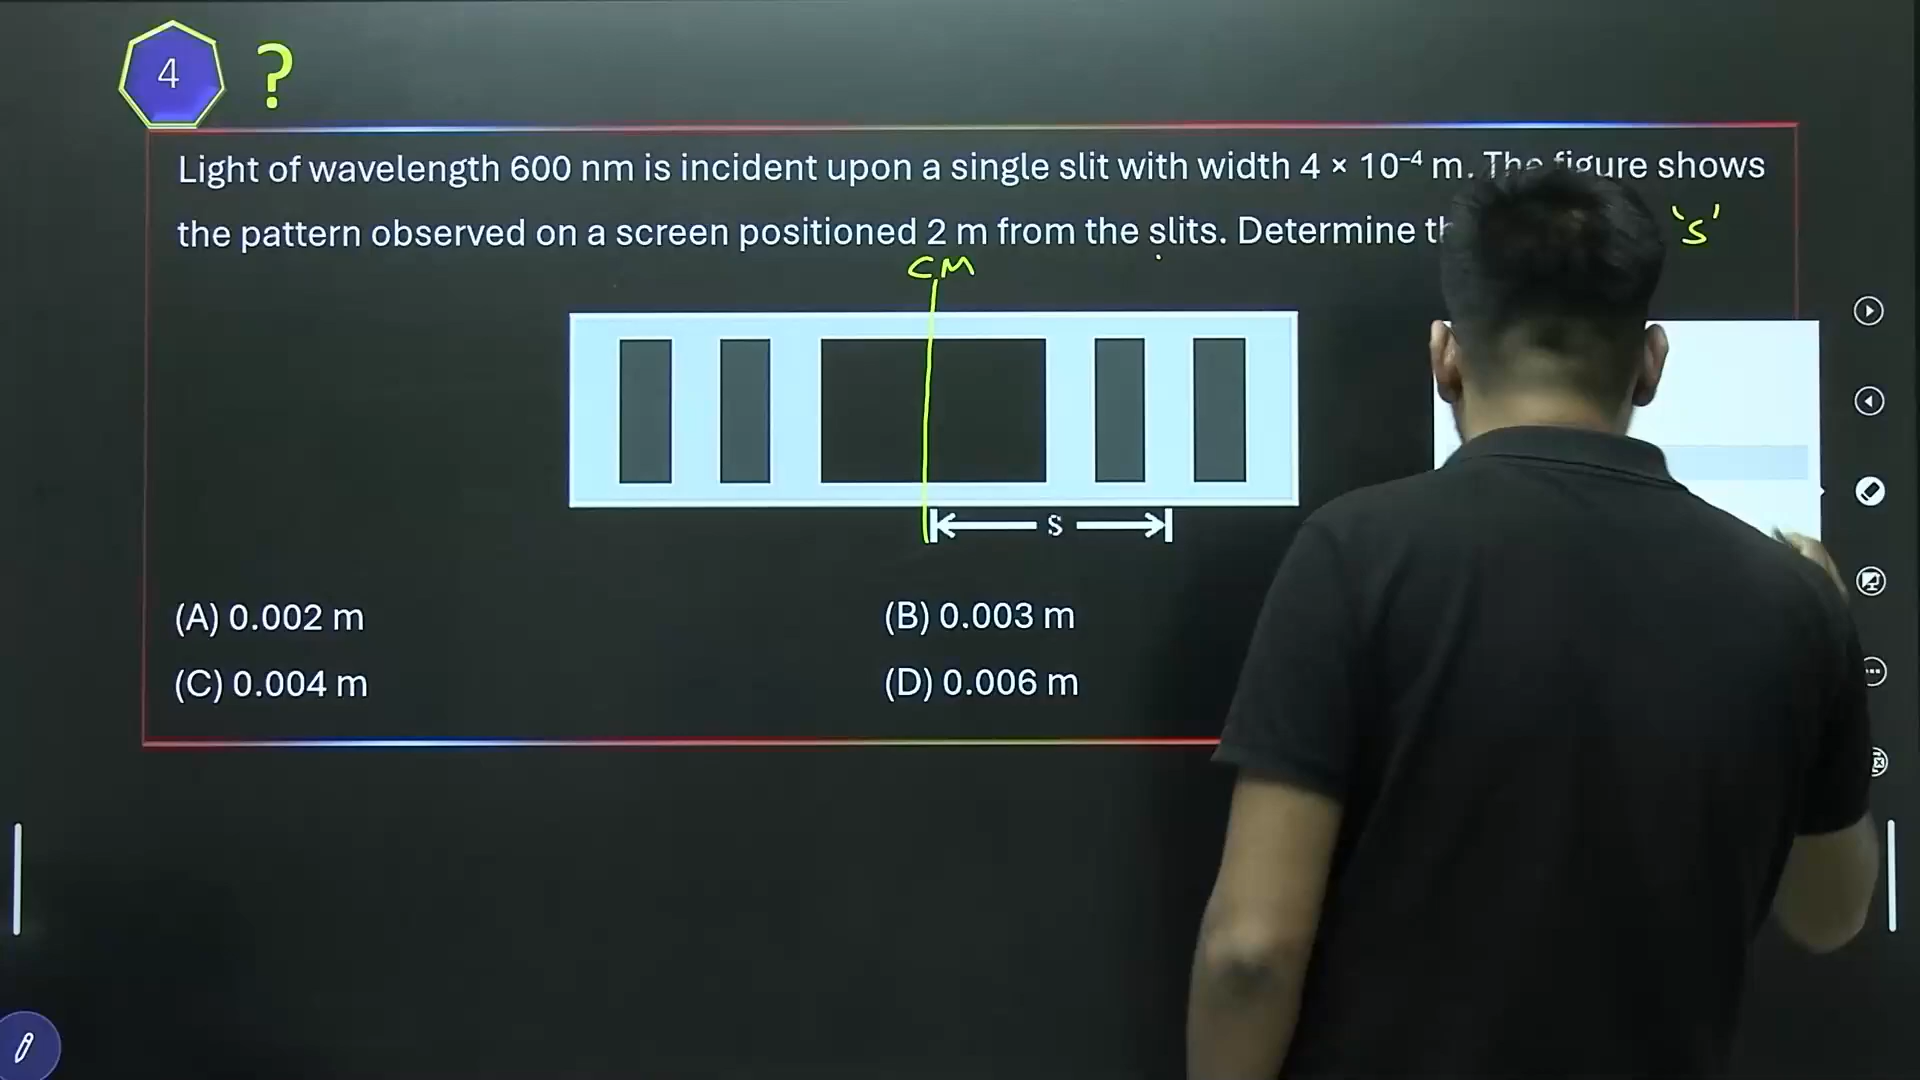 4 ?
Light of wavelength 600 nm is incident upon a single slit with width 4 × 10⁻⁴ m. The figure shows
the pattern observed on a screen positioned 2 m from the slits. Determine 's'
CM
s
(A) 0.002 m (B) 0.003 m
(C) 0.004 m (D) 0.006 m